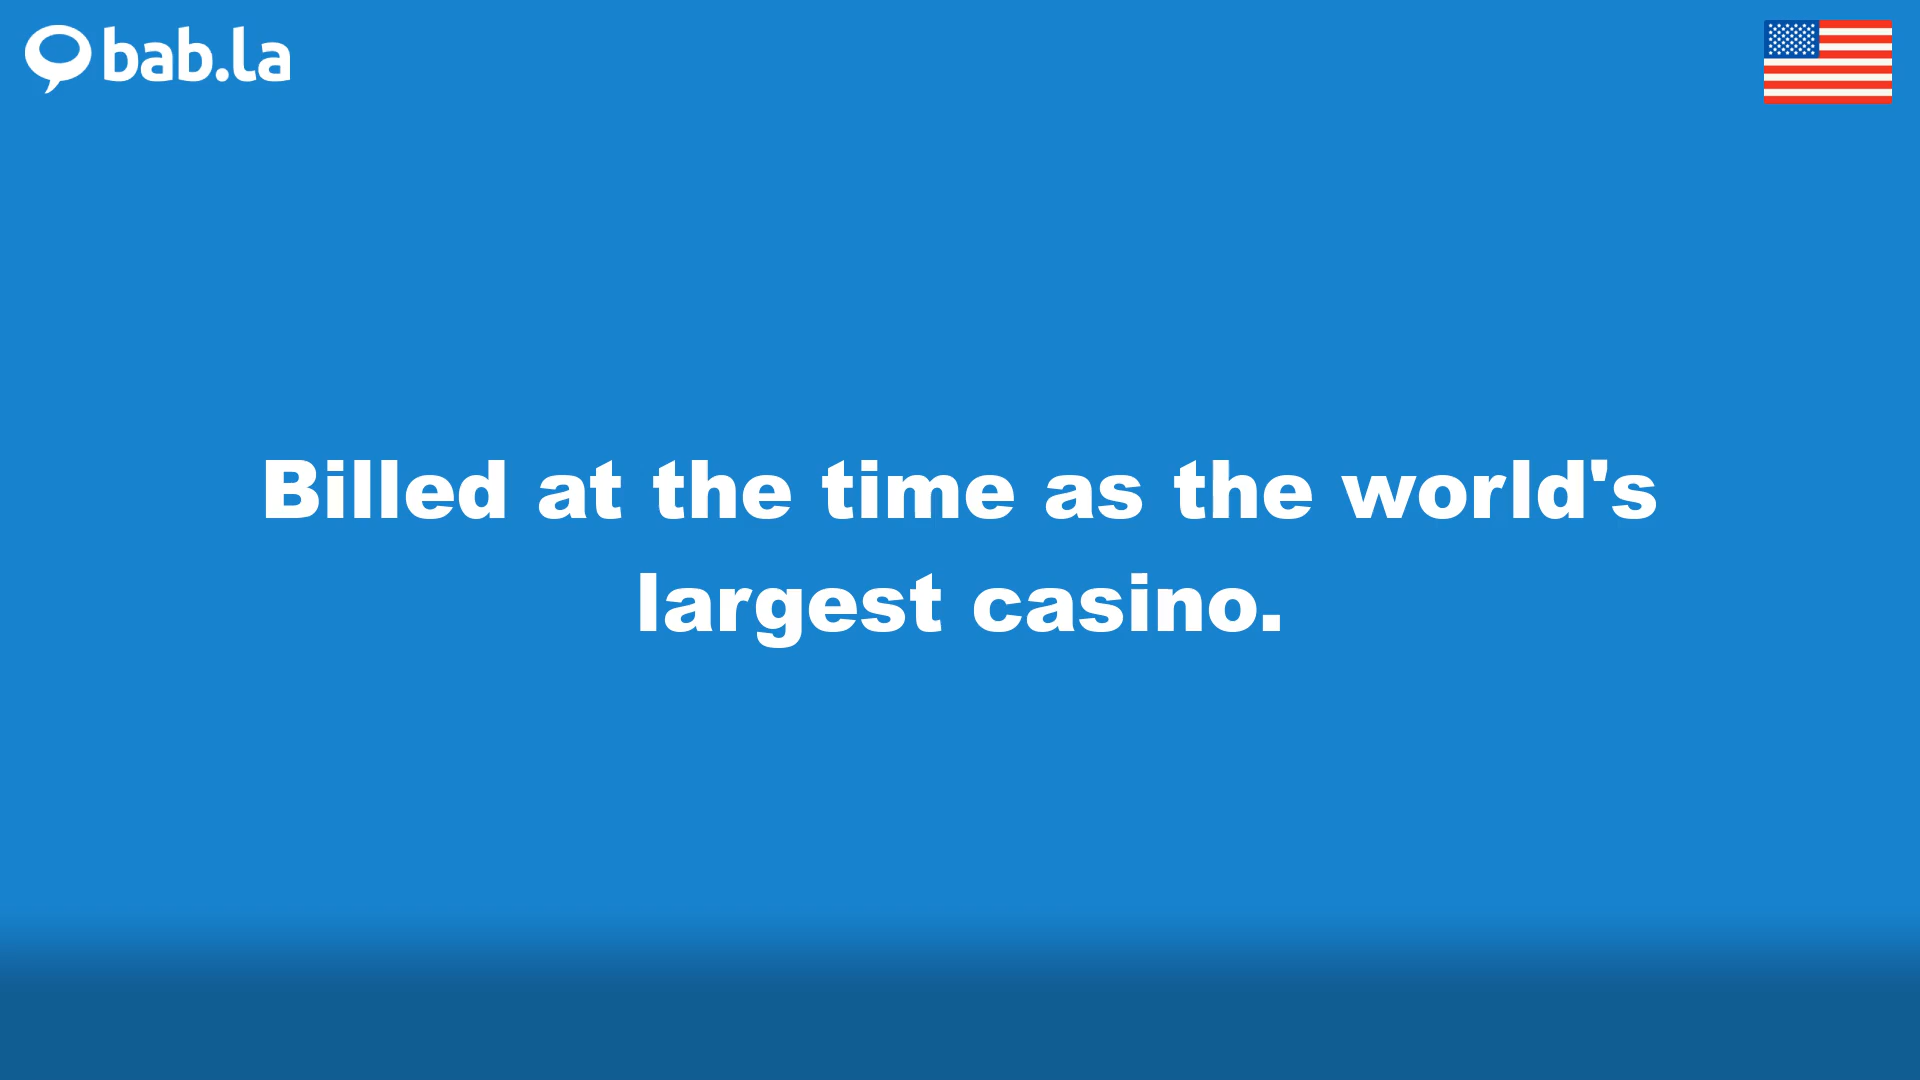 bab.la
Billed at the time as the world's
largest casino.